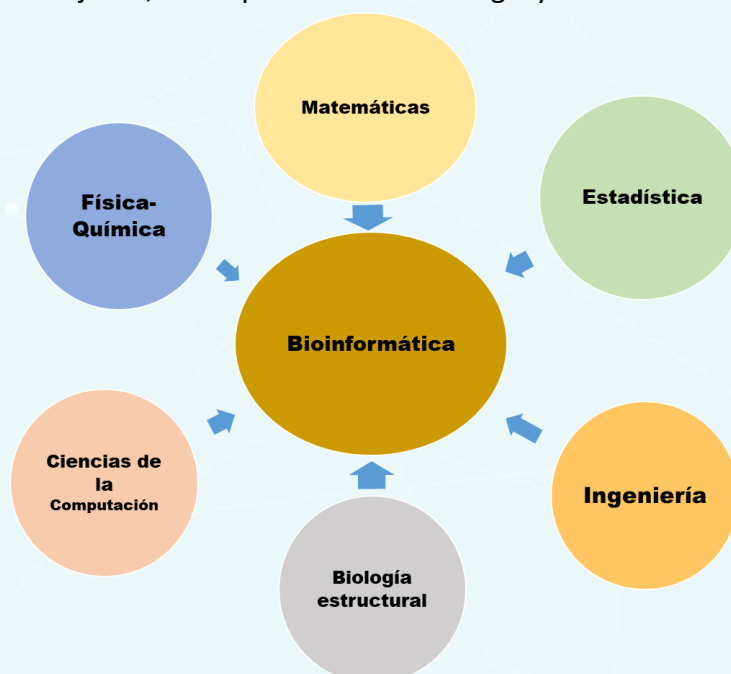 Matemáticas
Estadística
Física-
Química
Bioinformática
Ciencias de
la
Computación
Ingeniería
Biología
estructural